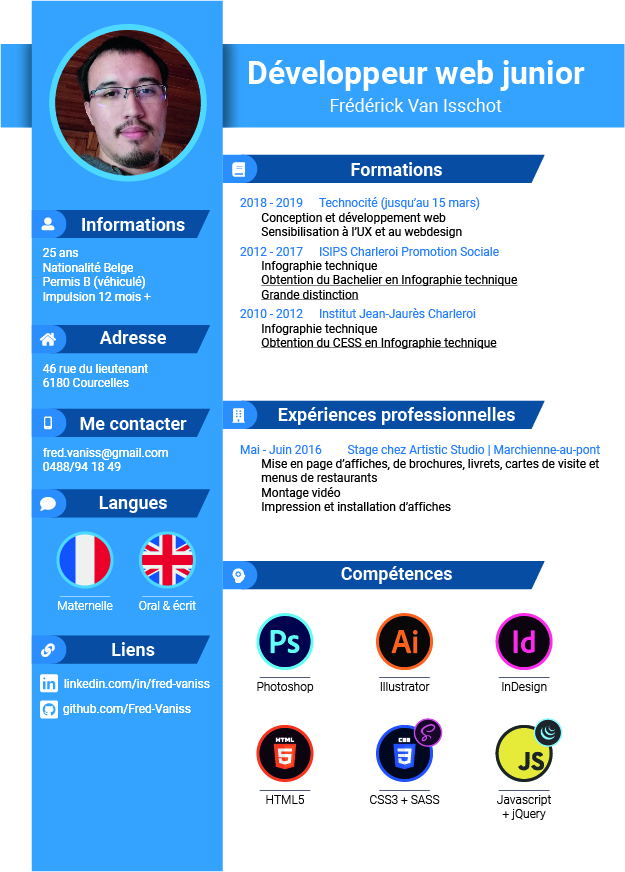 Développeur web junior
Frédérick Van Isschot
Informations
25 ans
Nationalité Belge
Permis B (véhiculé)
Impulsion 12 mois +
Adresse
46 rue du lieutenant
6180 Courcelles
Me contacter
fred.vaniss@gmail.com
0488/94 18 49
Langues
Maternelle
Oral & écrit
Liens
linkedin.com/in/fred-vaniss
github.com/Fred-Vaniss
Formations
2018 - 2019 Technocité (jusqu'au 15 mars)
Conception et développement web
Sensibilisation à l'UX et au webdesign
2012 - 2017 ISIPS Charleroi Promotion Sociale
Infographie technique
Obtention du Bachelier en Infographie technique
Grande distinction
2010 - 2012 Institut Jean-Jaurès Charleroi
Infographie technique
Obtention du CESS en Infographie technique
Expériences professionnelles
Mai - Juin 2016 Stage chez Artistic Studio | Marchienne-au-pont
Mise en page d'affiches, de brochures, livrets, cartes de visite et
menus de restaurants
Montage vidéo
Impression et installation d'affiches
Compétences
Ps
Photoshop
Ai
Illustrator
Id
InDesign
HTML
5
HTML5
CSS
3
CSS3 + SASS
JS
Javascript
+ jQuery
in